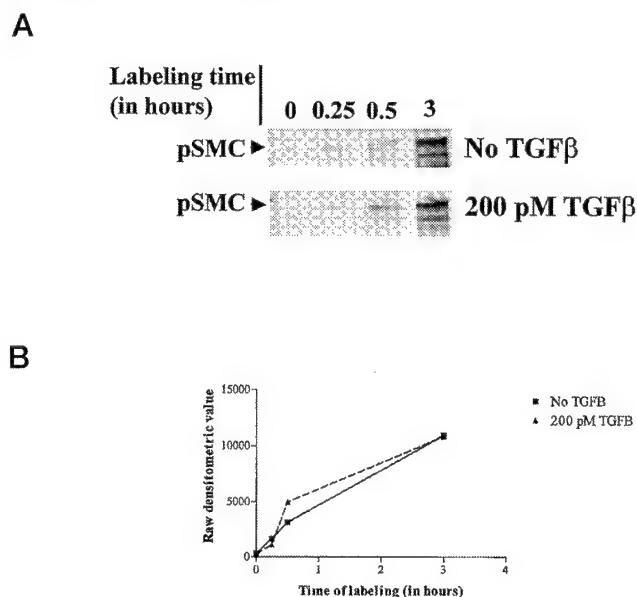 A
Labeling time
(in hours)
0 0.25 0.5 3
pSMC
No TGFβ
pSMC
200 pM TGFβ
B
15000
10000
5000
0
Raw densitometric value
0 1 2 3 4
Time of labeling (in hours)
No TGFB
200 pM TGFB